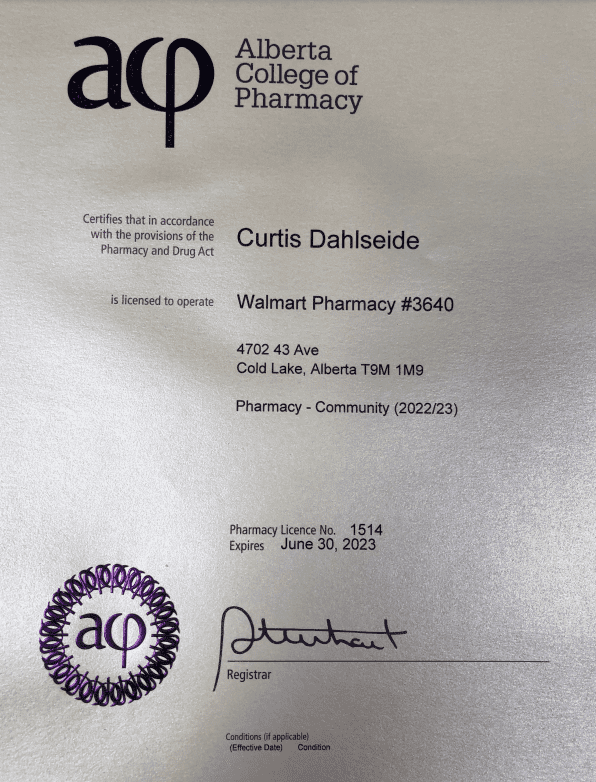 acp
Alberta
College of
Pharmacy
Certifies that in accordance
with the provisions of the
Pharmacy and Drug Act
Curtis Dahlseide
is licensed to operate
Walmart Pharmacy #3640
4702 43 Ave
Cold Lake, Alberta T9M 1M9
Pharmacy - Community (2022/23)
Pharmacy Licence No. 1514
Expires June 30, 2023
acp
Registrar
Conditions (if applicable)
(Effective Date) Condition